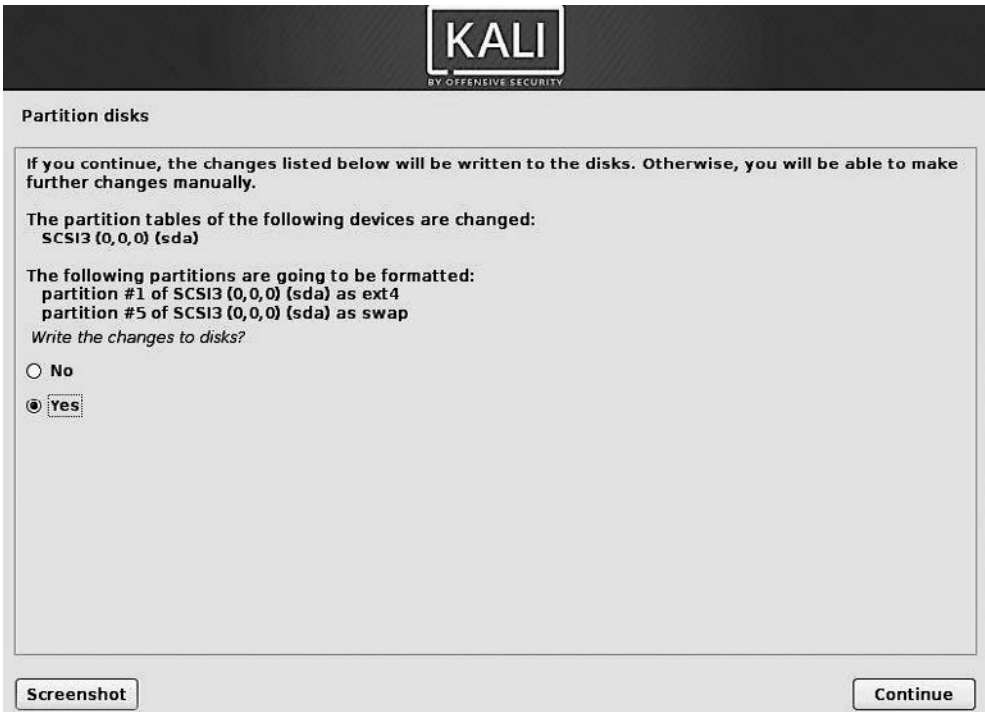 KALI
BY OFFENSIVE SECURITY
Partition disks
If you continue, the changes listed below will be written to the disks. Otherwise, you will be able to make
further changes manually.
The partition tables of the following devices are changed:
SCSI3 (0,0,0) (sda)
The following partitions are going to be formatted:
partition #1 of SCSI3 (0,0,0) (sda) as ext4
partition #5 of SCSI3 (0,0,0) (sda) as swap
Write the changes to disks?
No
Yes
Screenshot
Continue